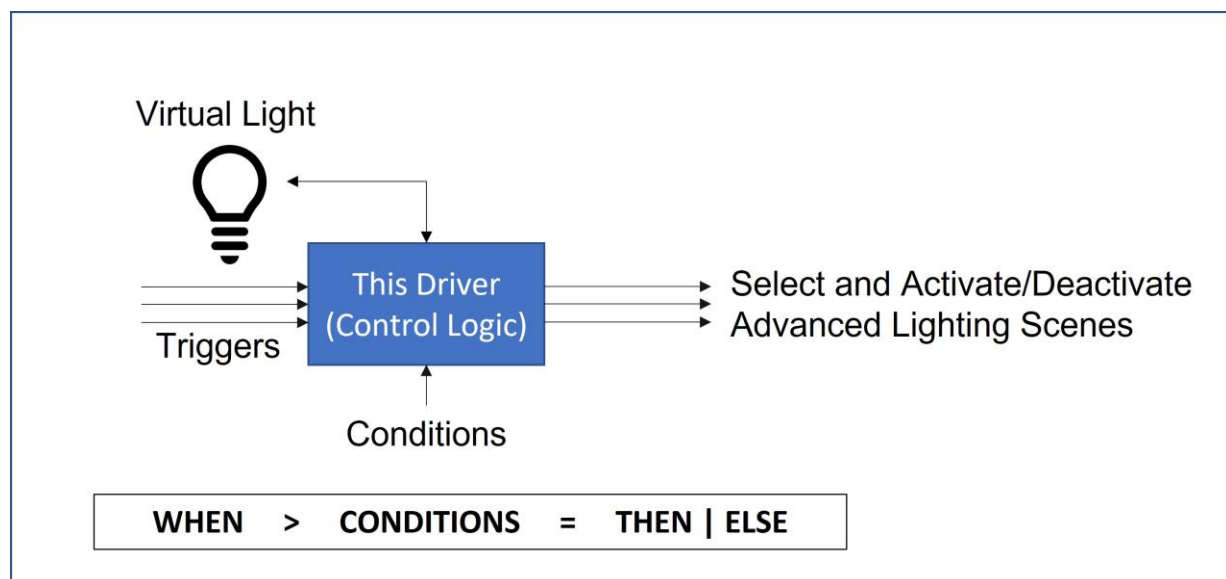 Virtual Light
This Driver
(Control Logic)
Select and Activate/Deactivate
Advanced Lighting Scenes
Triggers
Conditions
WHEN > CONDITIONS = THEN | ELSE